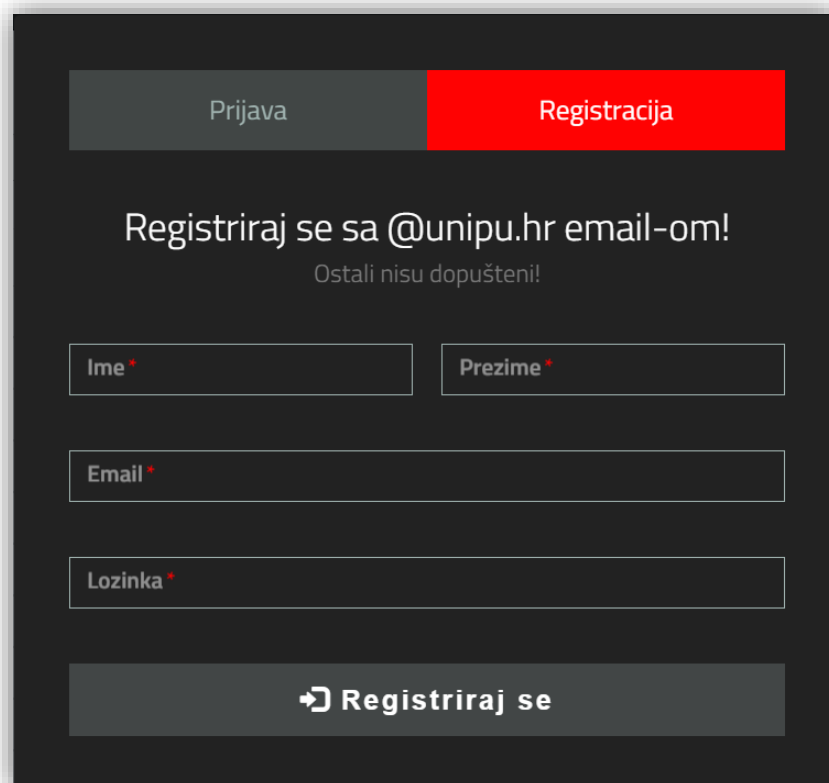 Prijava Registracija
Registriraj se sa @unipu.hr email-om!
Ostali nisu dopušteni!
Ime* Prezime*
Email*
Lozinka*
Registriraj se